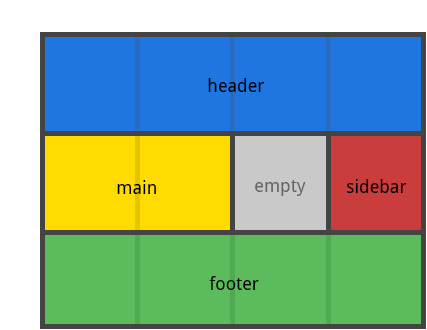 header
main
empty
sidebar
footer